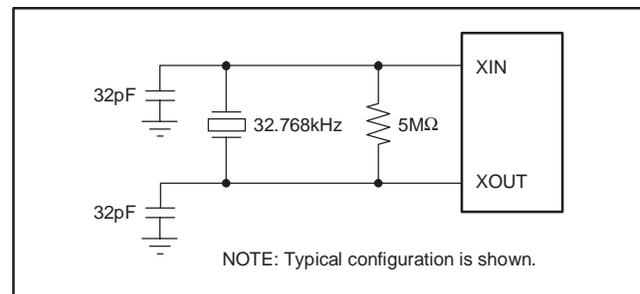 XIN
32pF
32.768kHz
5MΩ
XOUT
32pF
NOTE: Typical configuration is shown.